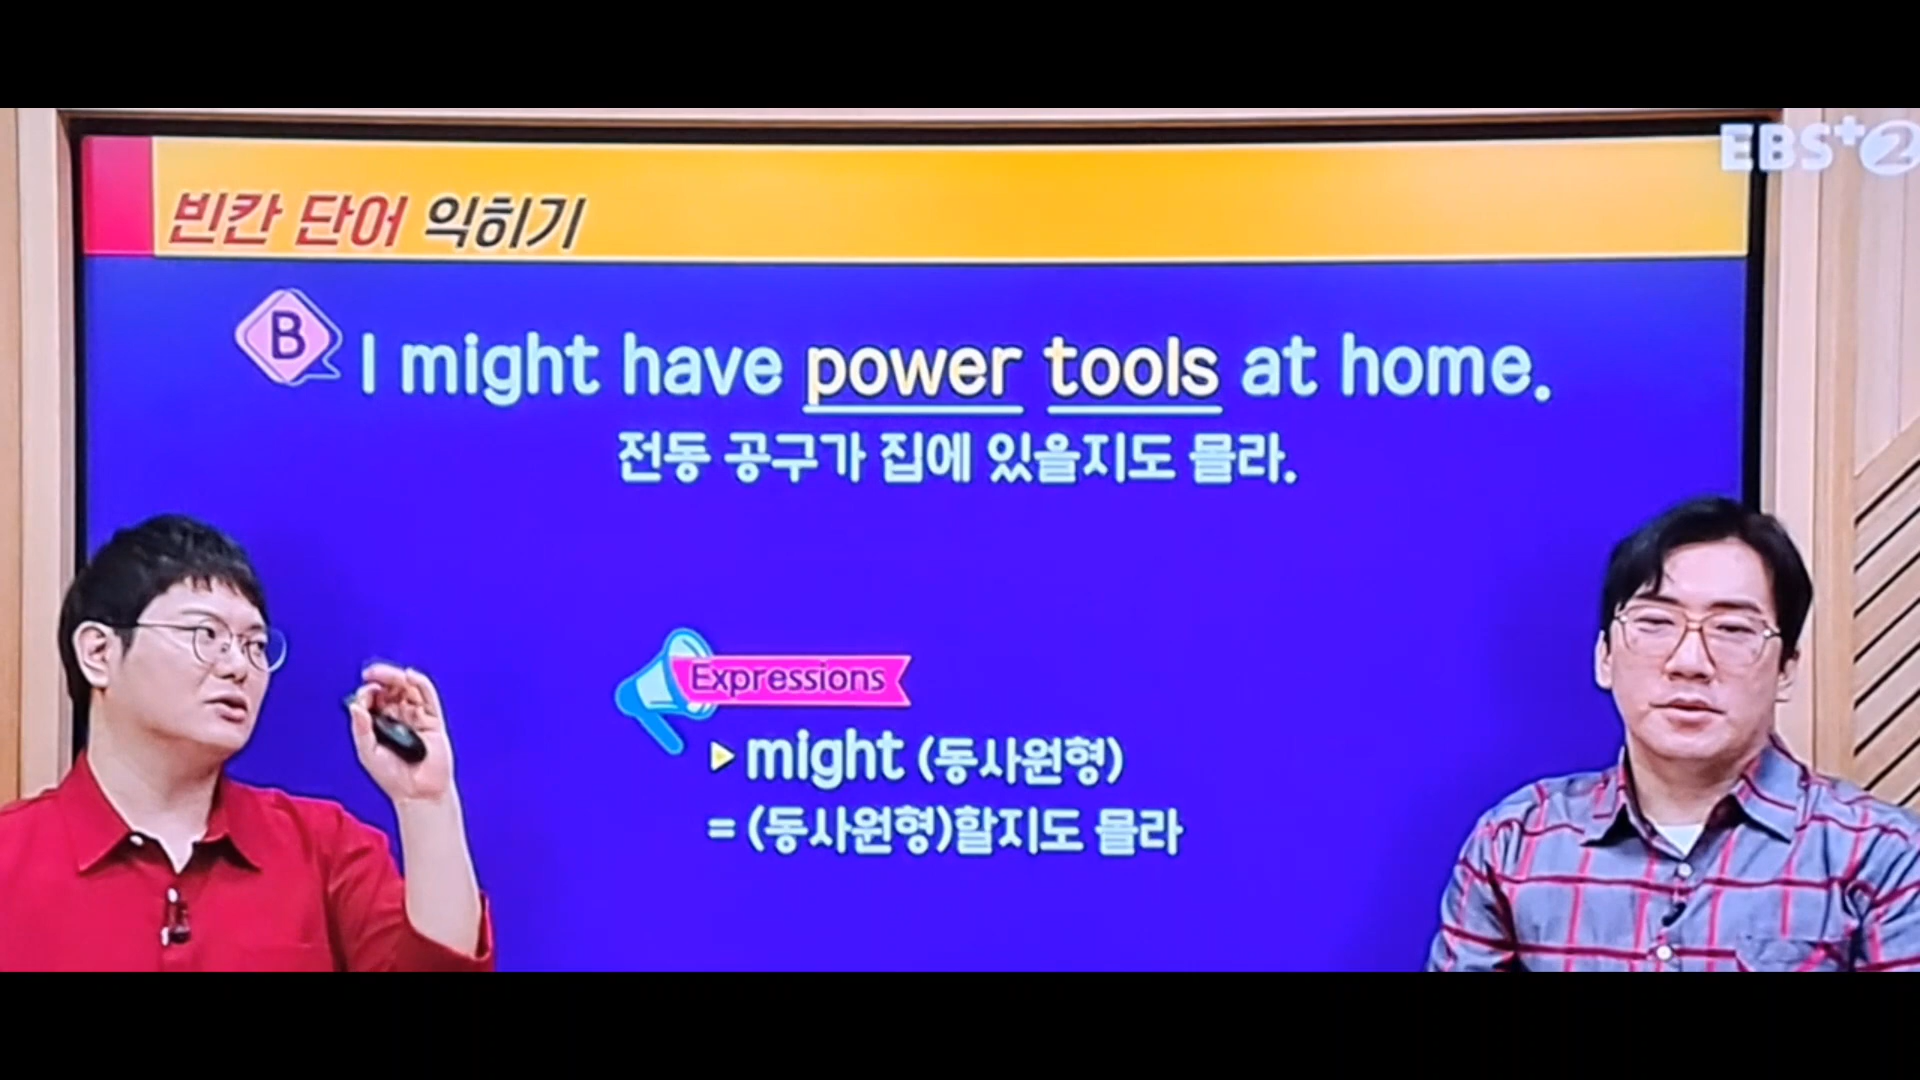 EBS+2
빈칸 단어 익히기
B I might have power tools at home.
전동 공구가 집에 있을지도 몰라.
Expressions
▶ might (동사원형)
= (동사원형)할지도 몰라